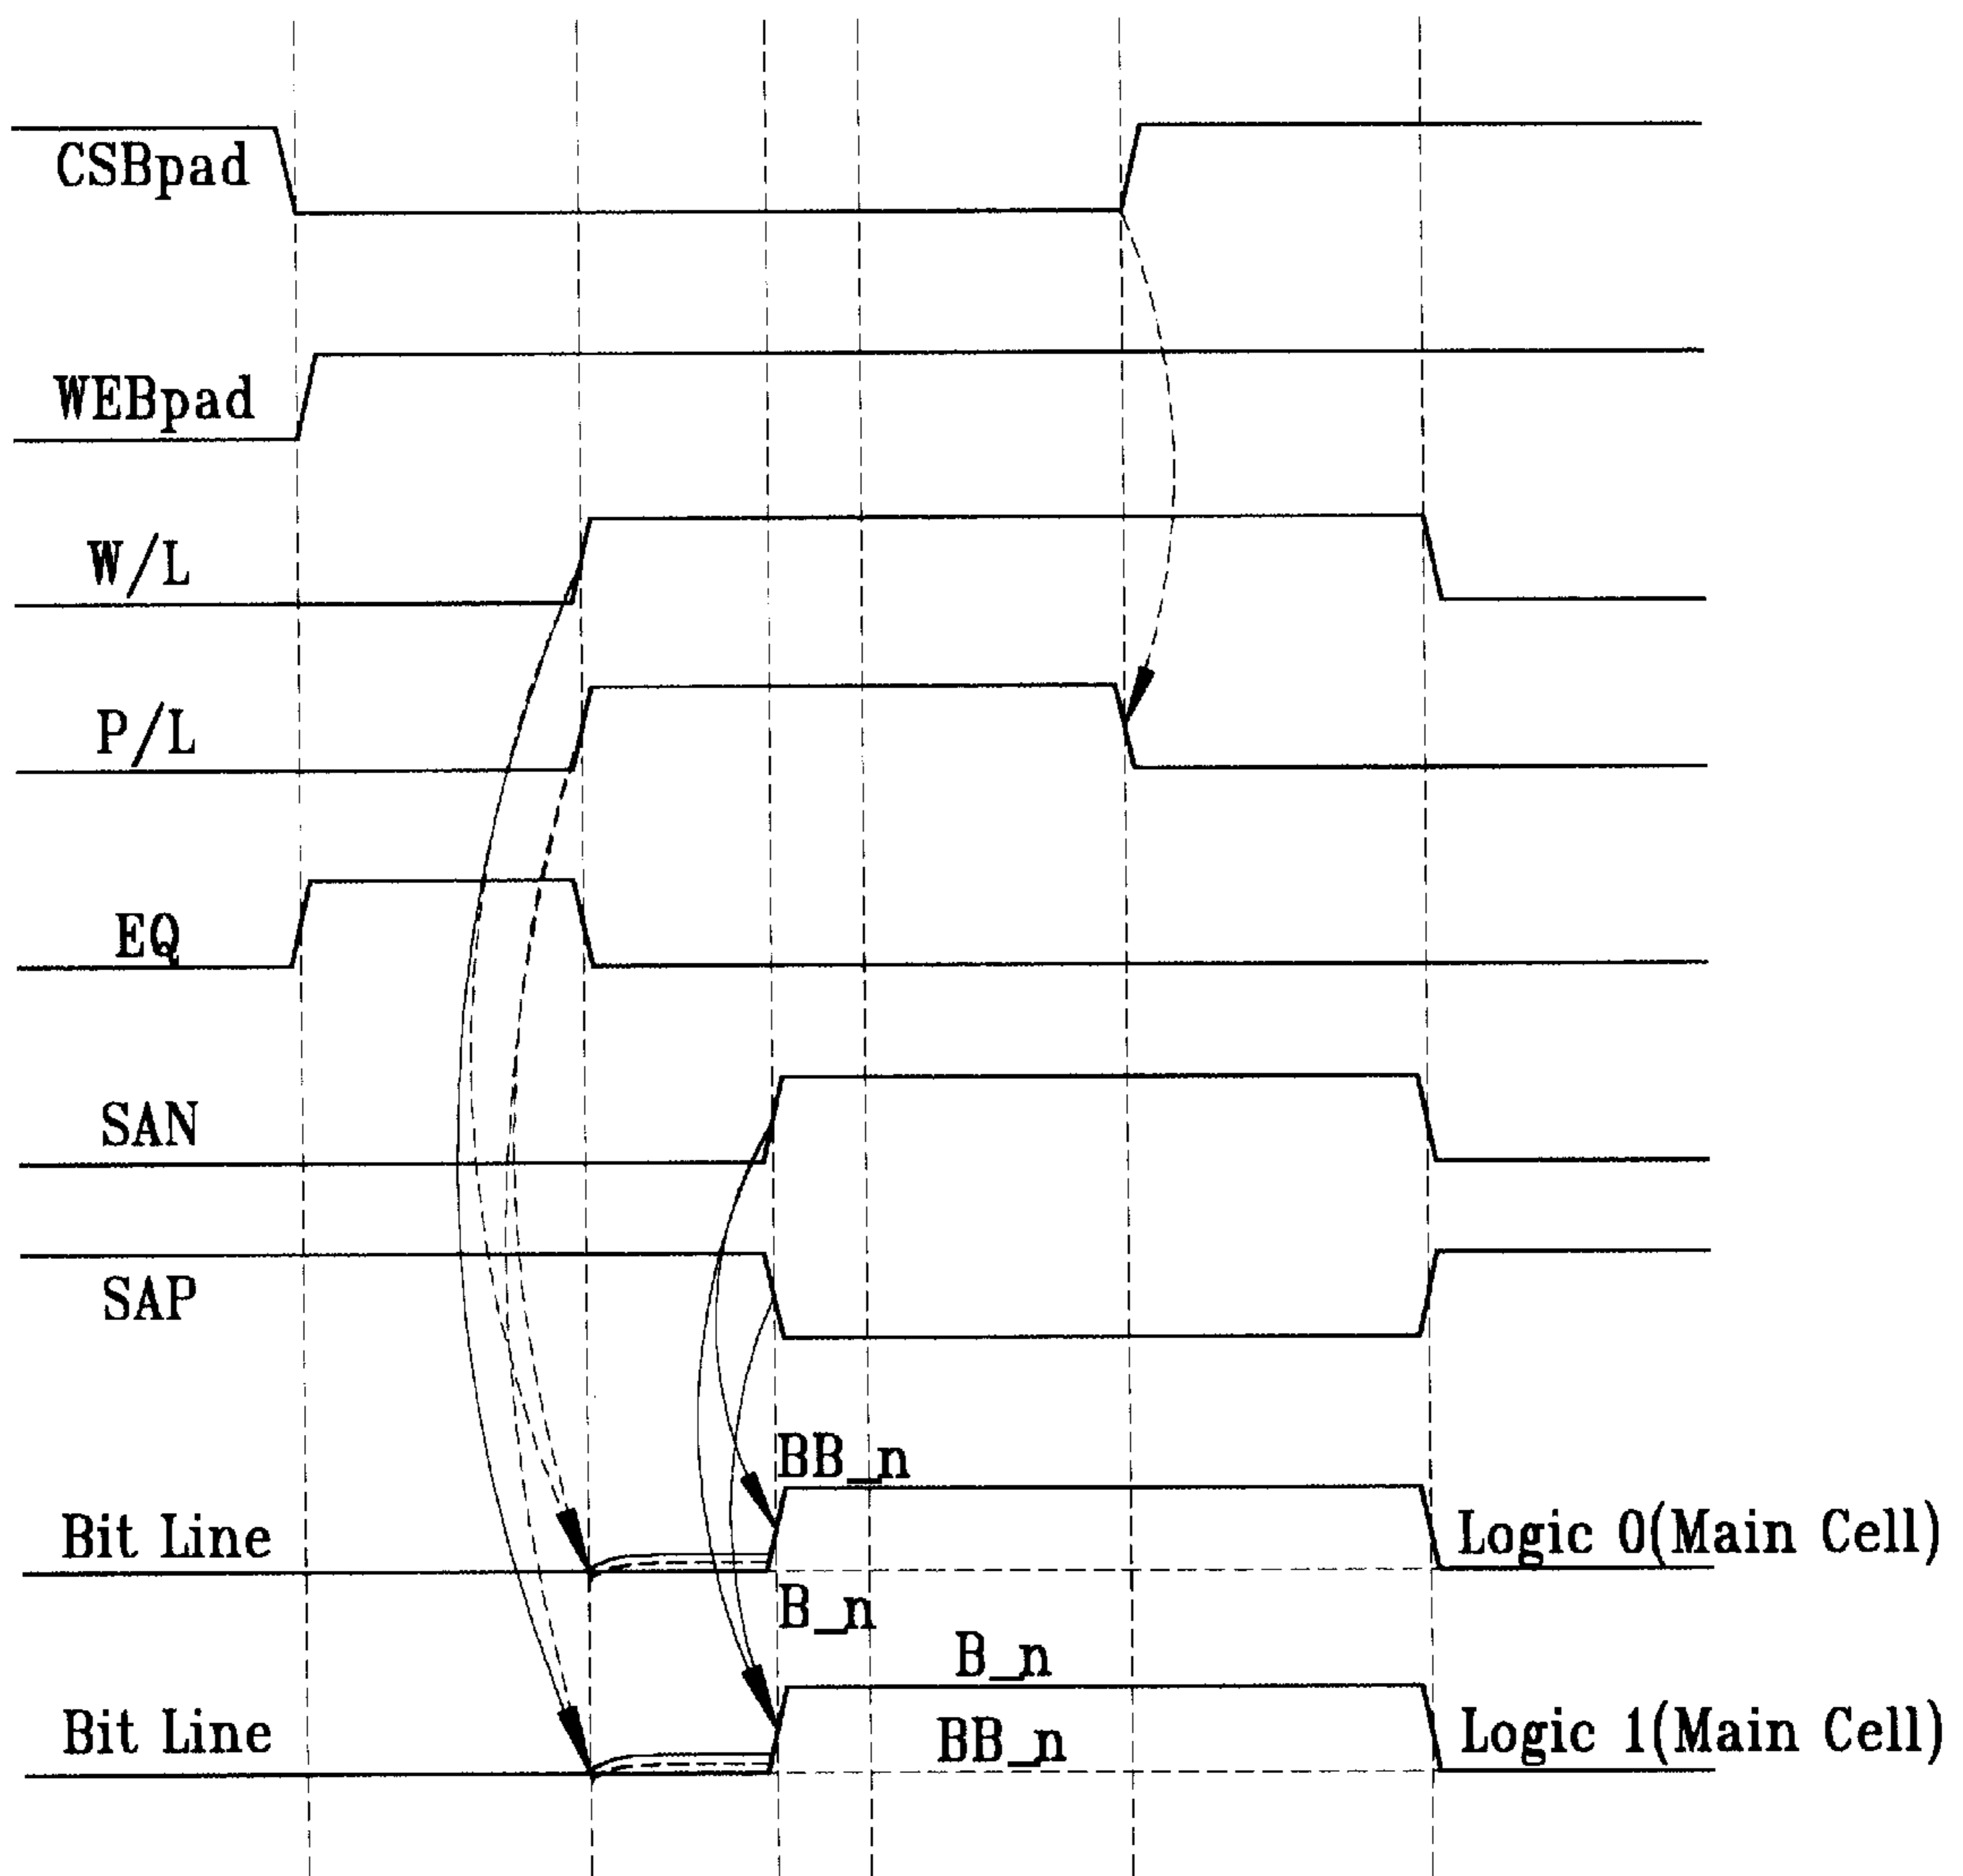 CSBpad
WEBpad
W/L
P/L
EQ
SAN
SAP
BB_n
Bit Line
Logic 0(Main Cell)
B_n
B_n
Bit Line
BB_n
Logic 1(Main Cell)